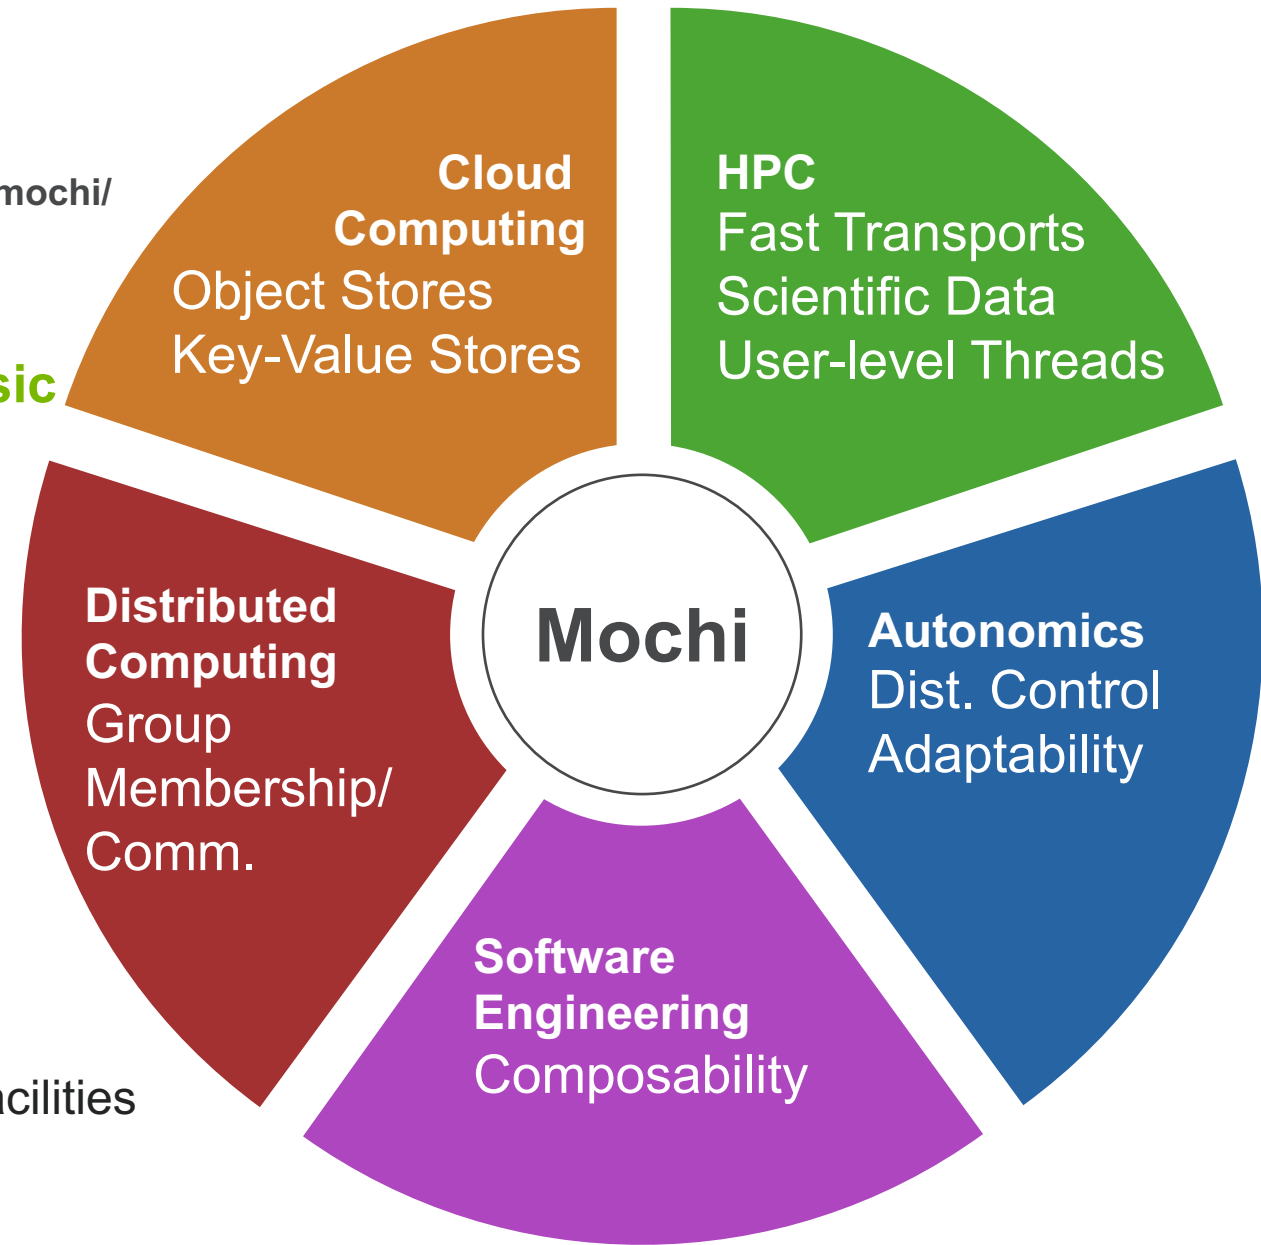 mochi/
sic
cilities
Cloud
Computing
Object Stores
Key-Value Stores
HPC
Fast Transports
Scientific Data
User-level Threads
Distributed
Computing
Group
Membership/
Comm.
Mochi
Autonomics
Dist. Control
Adaptability
Software
Engineering
Composability